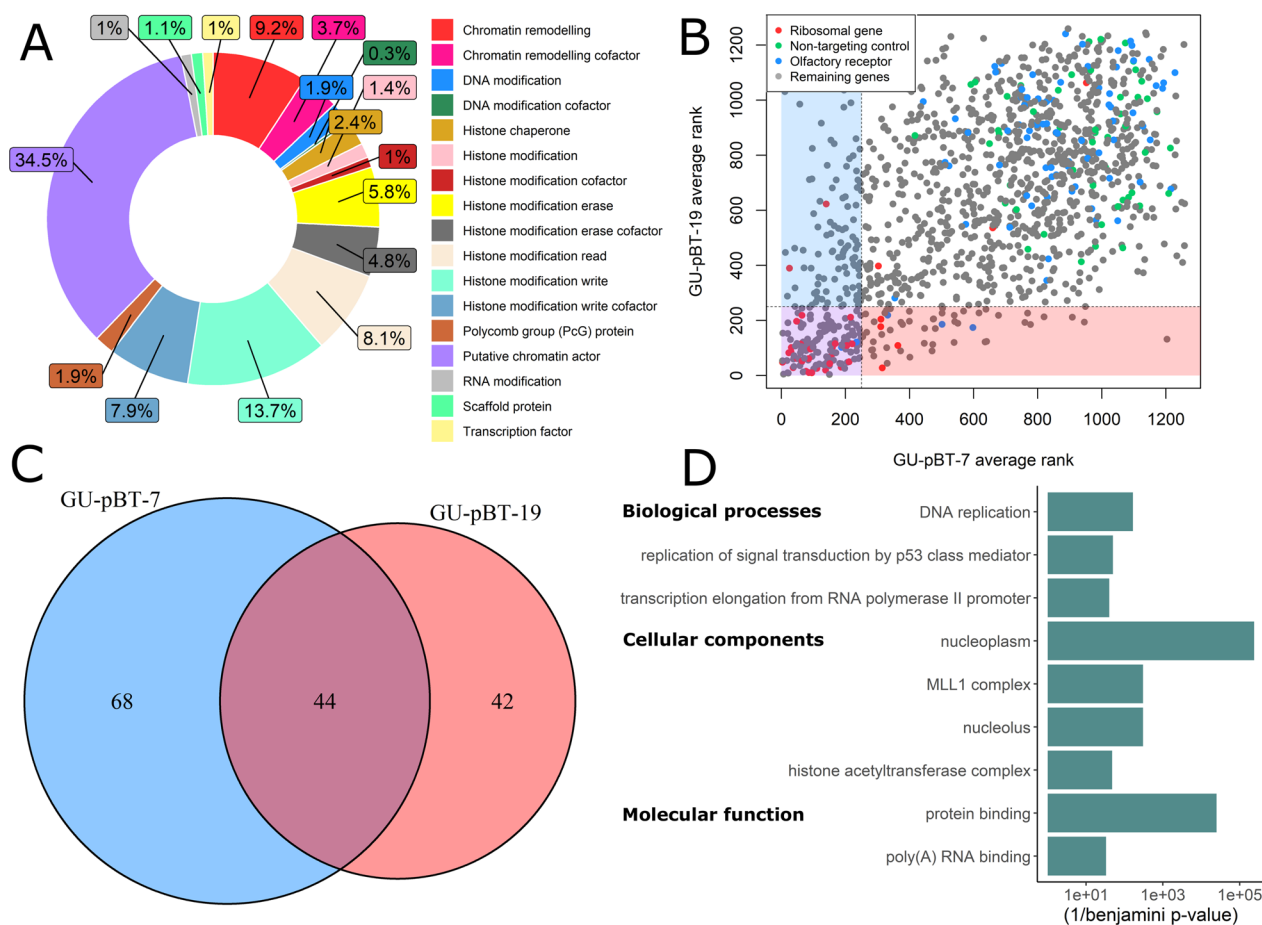 A
1%
1.1%
1%
9.2%
3.7%
0.3%
1.9%
1.4%
2.4%
1%
5.8%
4.8%
8.1%
13.7%
7.9%
1.9%
34.5%
Chromatin remodelling
Chromatin remodelling cofactor
DNA modification
DNA modification cofactor
Histone chaperone
Histone modification
Histone modification cofactor
Histone modification erase
Histone modification erase cofactor
Histone modification read
Histone modification write
Histone modification write cofactor
Polycomb group (PcG) protein
Putative chromatin actor
RNA modification
Scaffold protein
Transcription factor
B
Ribosomal gene
Non-targeting control
Olfactory receptor
Remaining genes
GU-pBT-19 average rank
1200
1000
800
600
400
200
0
0 200 400 600 800 1000 1200
GU-pBT-7 average rank
C
GU-pBT-7
GU-pBT-19
68
44
42
D
Biological processes
DNA replication
replication of signal transduction by p53 class mediator
transcription elongation from RNA polymerase II promoter
Cellular components
nucleoplasm
MLL1 complex
nucleolus
histone acetyltransferase complex
Molecular function
protein binding
poly(A) RNA binding
1e+01 1e+03 1e+05
(1/benjamini p-value)